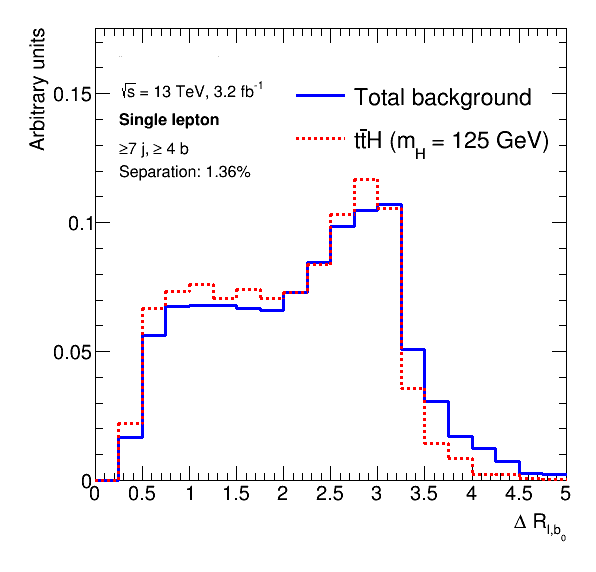 Arbitrary units
0.15
0.1
0.05
0
√s = 13 TeV, 3.2 fb⁻¹
Single lepton
≥7 j, ≥ 4 b
Separation: 1.36%
Total background
tt̄H (m_H = 125 GeV)
0 0.5 1 1.5 2 2.5 3 3.5 4 4.5 5
Δ R_l,b₀